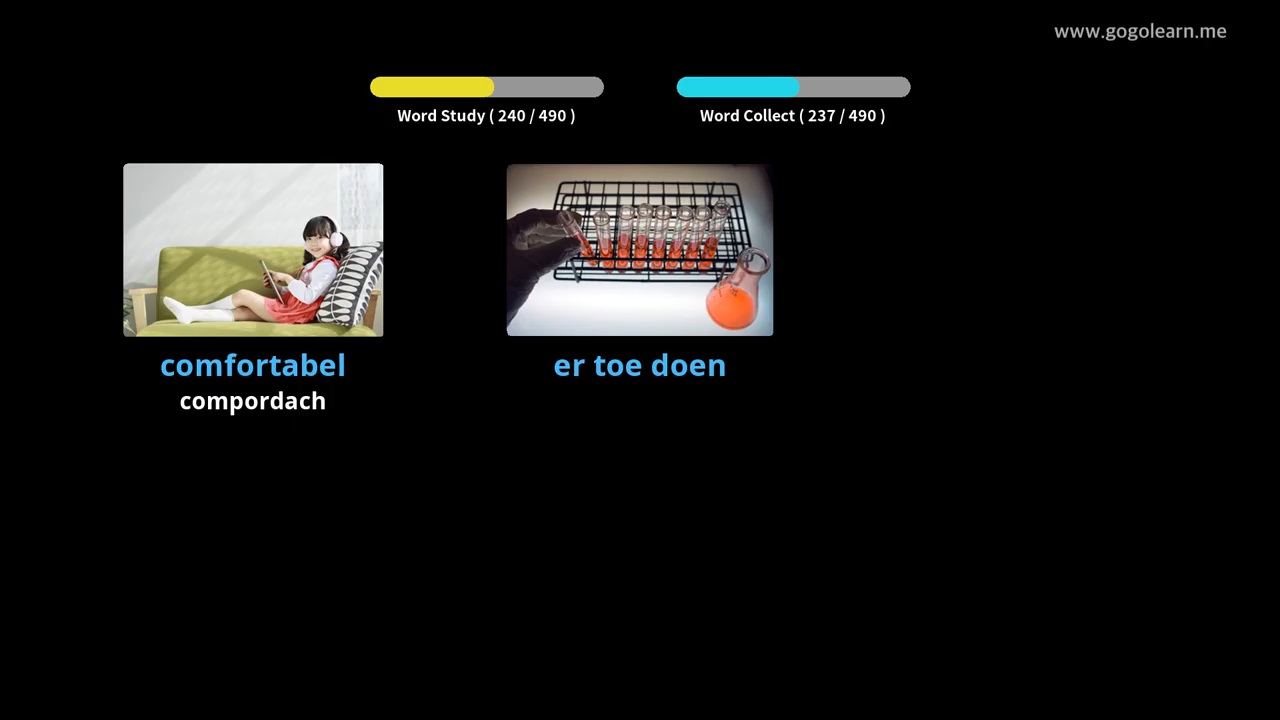 www.gogolearn.me
Word Study ( 240 / 490 )
Word Collect ( 237 / 490 )
comfortabel
compordach
er toe doen